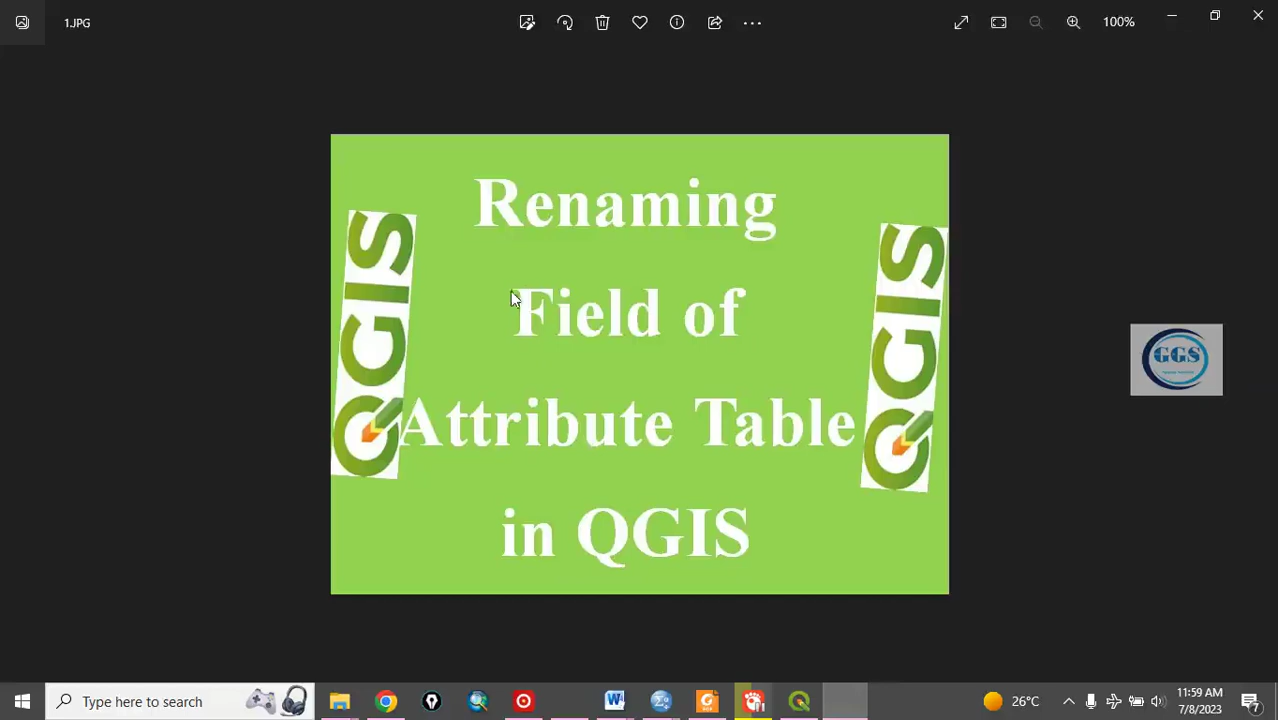 1.JPG
100%
Renaming
Field of
Attribute Table
in QGIS
QGIS
QGIS
GGS
Type here to search
26°C
11:59 AM
7/8/2023
7